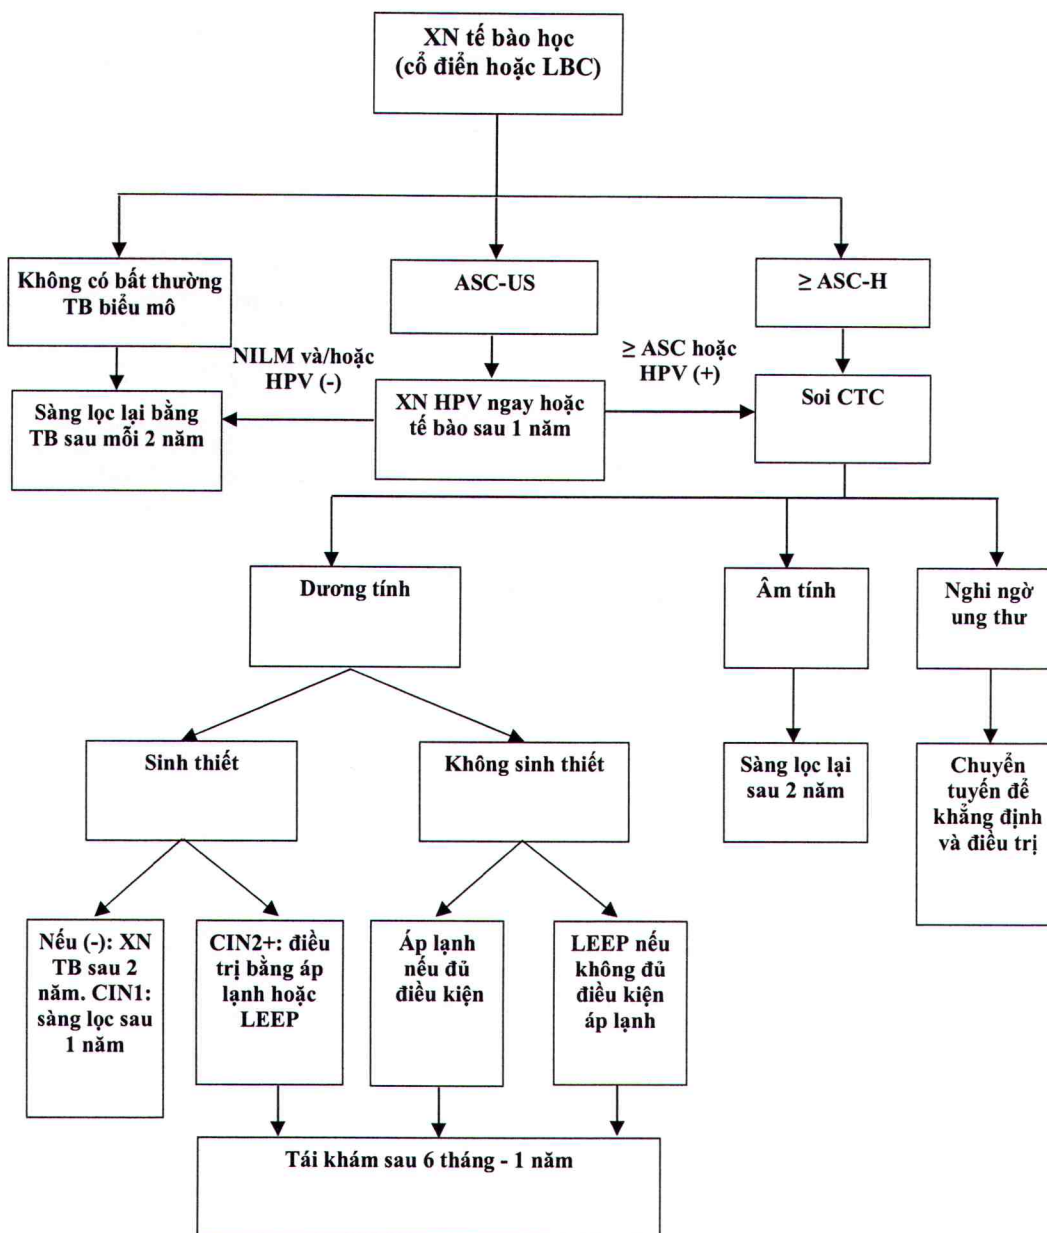 XN tế bào học
(cổ điển hoặc LBC)
Không có bất thường
TB biểu mô
ASC-US
≥ ASC-H
NILM và/hoặc
HPV (-)
≥ ASC hoặc
HPV (+)
Sàng lọc lại bằng
TB sau mỗi 2 năm
XN HPV ngay hoặc
tế bào sau 1 năm
Soi CTC
Dương tính
Âm tính
Nghi ngờ
ung thư
Sinh thiết
Không sinh thiết
Sàng lọc lại
sau 2 năm
Chuyển
tuyến để
khẳng định
và điều trị
Nếu (-): XN
TB sau 2
năm. CIN1:
sàng lọc sau
1 năm
CIN2+: điều
trị bằng áp
lạnh hoặc
LEEP
Áp lạnh
nếu đủ
điều kiện
LEEP nếu
không đủ
điều kiện
áp lạnh
Tái khám sau 6 tháng - 1 năm